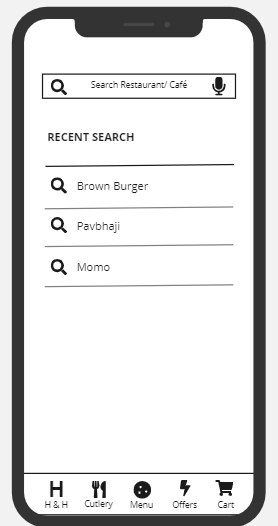 Search Restaurant/ Café
RECENT SEARCH
Brown Burger
Pavbhaji
Momo
H
H & H Cutlery Menu Offers Cart